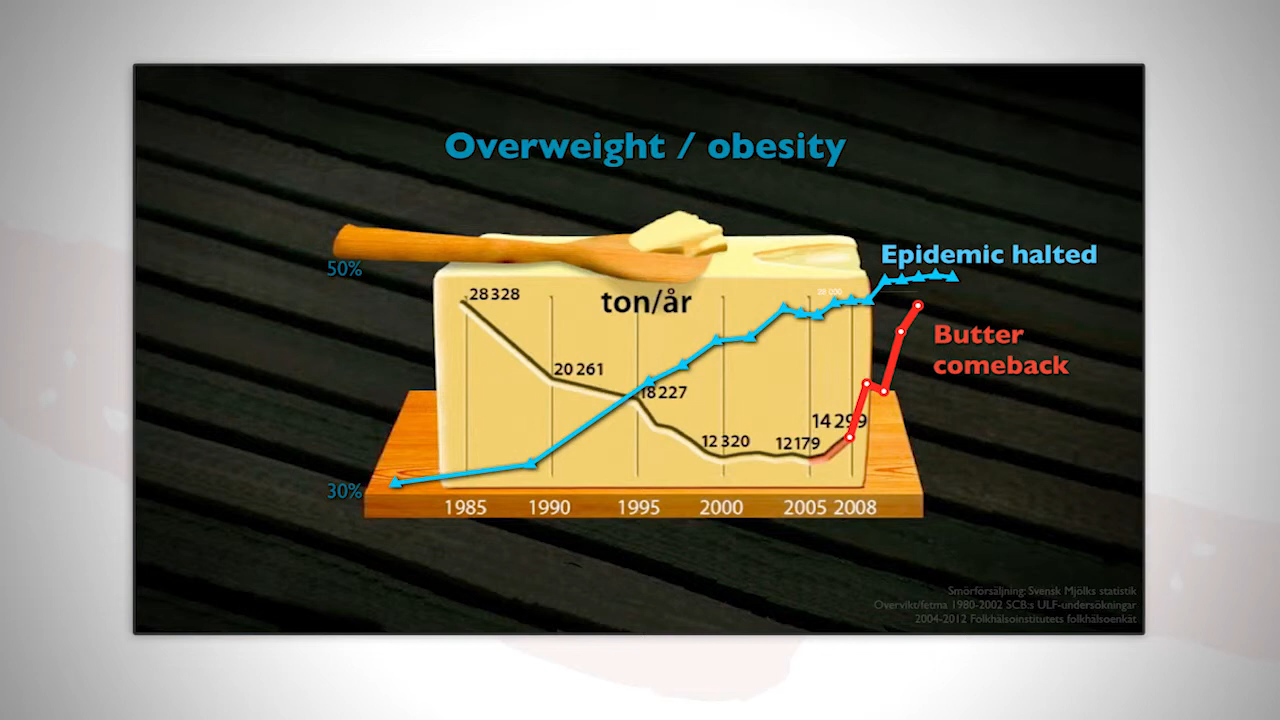 Overweight / obesity
Epidemic halted
50%
28 328
ton/år
Butter
comeback
20 261
18 227
14 299
12 320
12 179
30%
1985
1990
1995
2000
2005
2008
Smörförsäljning: Svensk Mjölks statistik
Övervikt/fetma 1980-2002 SCB:s ULF-undersökningar
2004-2012 Folkhälsoinstitutets folkhälsoenkät